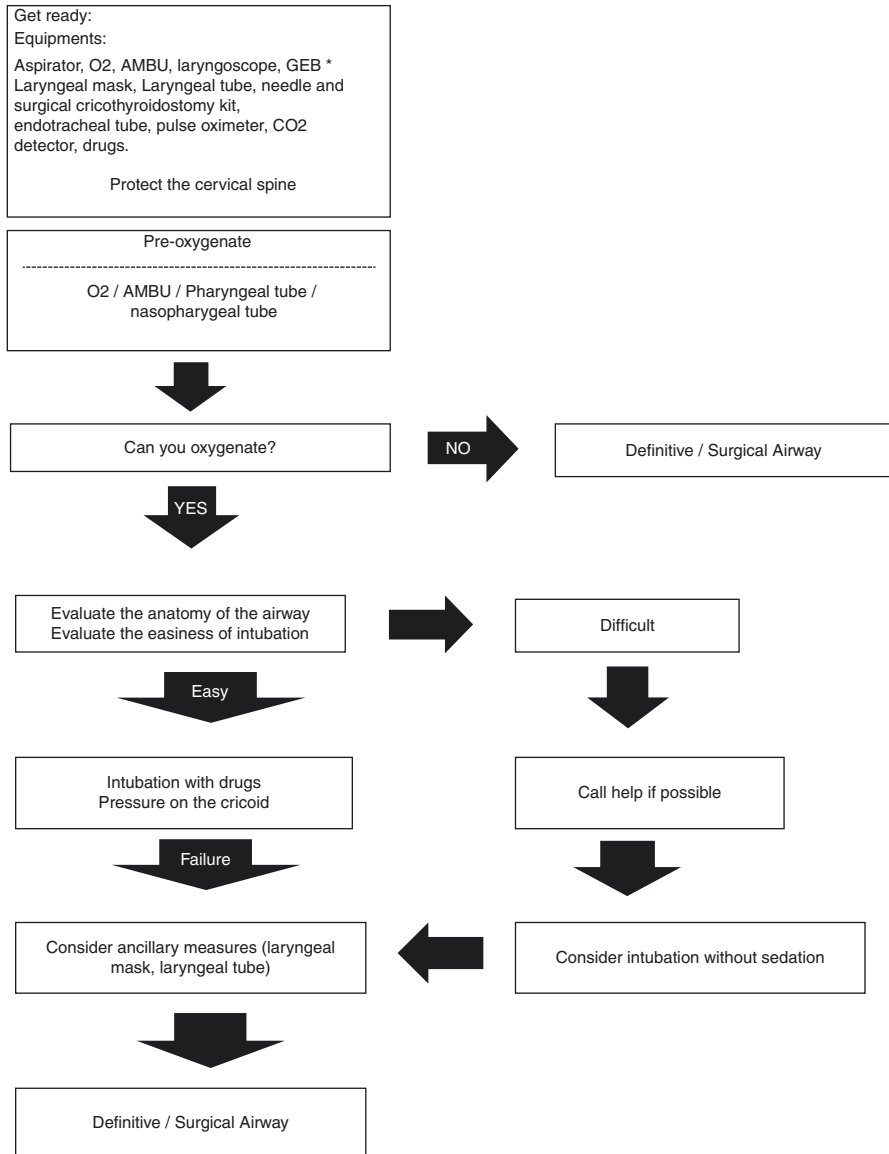 Get ready:
Equipments:
Aspirator, O2, AMBU, laryngoscope, GEB *
Laryngeal mask, Laryngeal tube, needle and
surgical cricothyroidostomy kit,
endotracheal tube, pulse oximeter, CO2
detector, drugs.
Protect the cervical spine
Pre-oxygenate
O2 / AMBU / Pharyngeal tube /
nasopharygeal tube
Can you oxygenate?
NO
Definitive / Surgical Airway
YES
Evaluate the anatomy of the airway
Evaluate the easiness of intubation
Difficult
Easy
Intubation with drugs
Pressure on the cricoid
Call help if possible
Failure
Consider ancillary measures (laryngeal
mask, laryngeal tube)
Consider intubation without sedation
Definitive / Surgical Airway